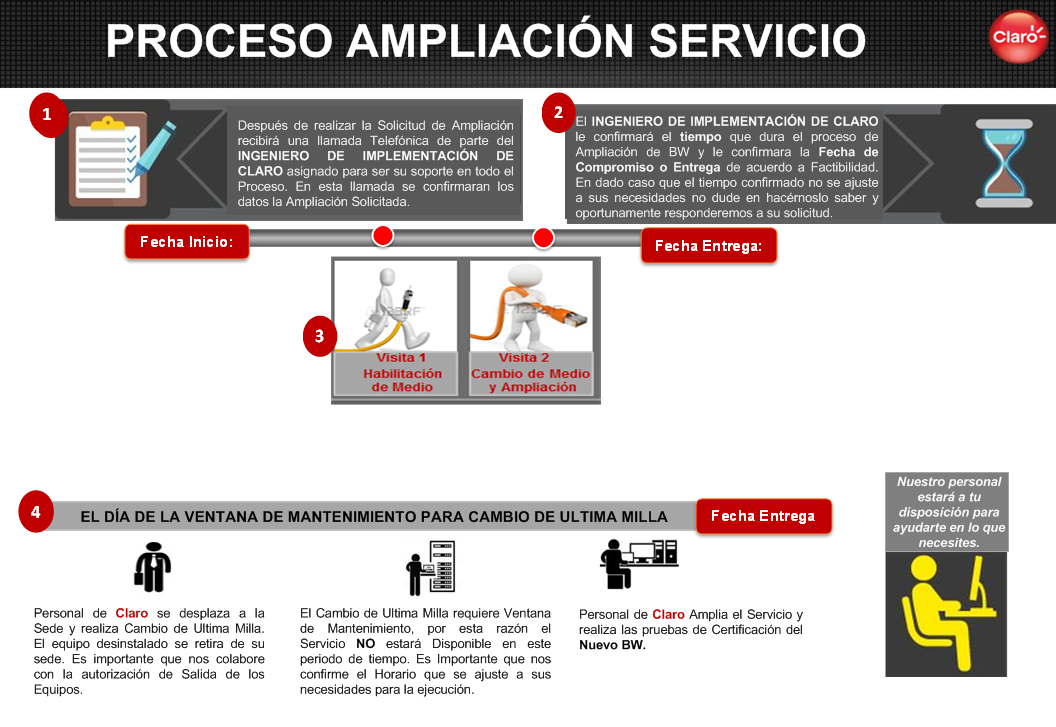 PROCESO AMPLIACIÓN SERVICIO
Claro
1
Después de realizar la Solicitud de Ampliación
recibirá una llamada Telefónica de parte del
INGENIERO DE IMPLEMENTACIÓN DE
CLARO asignado para ser su soporte en todo el
Proceso. En esta llamada se confirmaran los
datos la Ampliación Solicitada.
2
El INGENIERO DE IMPLEMENTACIÓN DE CLARO
le confirmará el tiempo que dura el proceso de
Ampliación de BW y le confirmara la Fecha de
Compromiso o Entrega de acuerdo a Factibilidad.
En dado caso que el tiempo confirmado no se ajuste
a sus necesidades no dude en hacérnoslo saber y
oportunamente responderemos a su solicitud.
Fecha Inicio:
Fecha Entrega:
3
123RF
123RF
Visita 1
Habilitación
de Medio
Visita 2
Cambio de Medio
y Ampliación
4
EL DÍA DE LA VENTANA DE MANTENIMIENTO PARA CAMBIO DE ULTIMA MILLA
Fecha Entrega
Personal de Claro se desplaza a la
Sede y realiza Cambio de Ultima Milla.
El equipo desinstalado se retira de su
sede. Es importante que nos colabore
con la autorización de Salida de los
Equipos.
El Cambio de Ultima Milla requiere Ventana
de Mantenimiento, por esta razón el
Servicio NO estará Disponible en este
periodo de tiempo. Es Importante que nos
confirme el Horario que se ajuste a sus
necesidades para la ejecución.
Personal de Claro Amplia el Servicio y
realiza las pruebas de Certificación del
Nuevo BW.
Nuestro personal
estará a tu
disposición para
ayudarte en lo que
necesites.